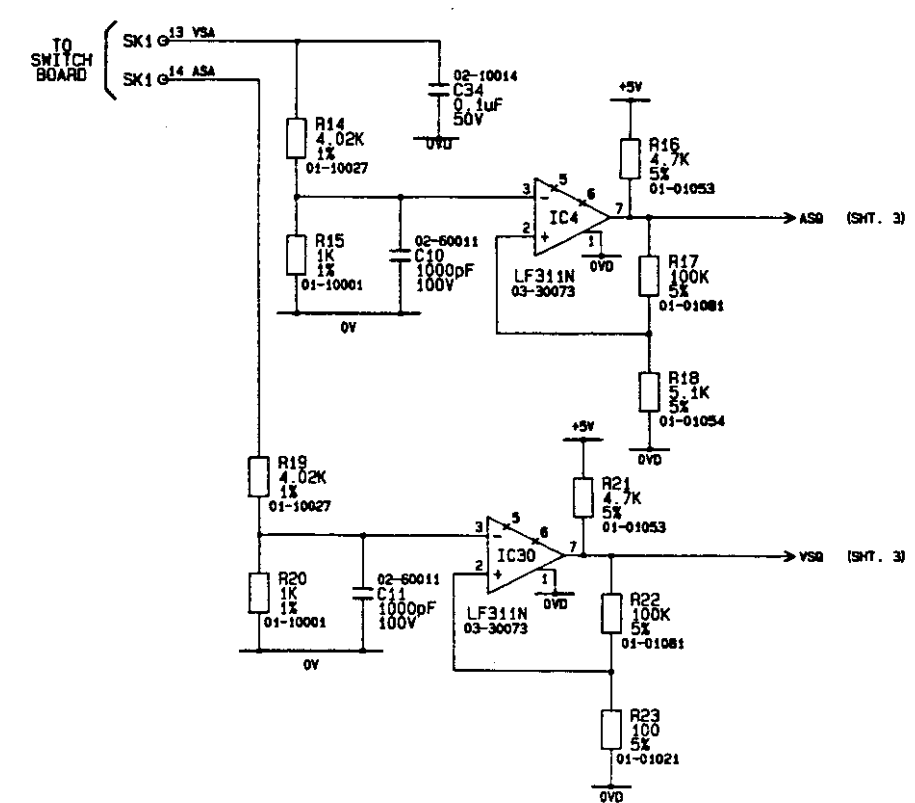 TO
SWITCH
BOARD
SK1 13 VSA
SK1 14 ASA
02-10014
C34
0.1uF
50V
0VD
R14
4.02K
1%
01-10027
R15
1K
1%
01-10001
02-60011
C10
1000pF
100V
0V
3
-
5
6
IC4
7
2
+
1
0VD
LF311N
03-30073
+5V
R16
4.7K
5%
01-01053
ASQ (SHT. 3)
R17
100K
5%
01-01081
R18
5.1K
5%
01-01054
0VD
R19
4.02K
1%
01-10027
R20
1K
1%
01-10001
02-60011
C11
1000pF
100V
0V
3
-
5
6
IC30
7
2
+
1
0VD
LF311N
03-30073
+5V
R21
4.7K
5%
01-01053
VSQ (SHT. 3)
R22
100K
5%
01-01081
R23
100
5%
01-01021
0VD